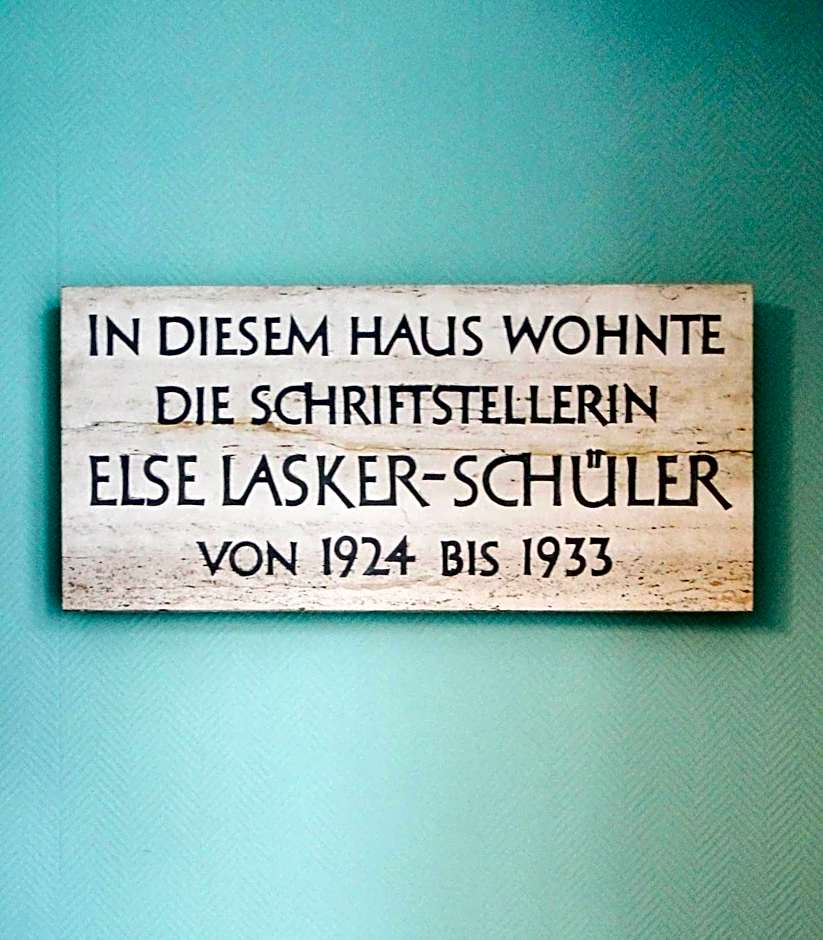 IN DIESEM HAUS WOHNTE
DIE SCHRIFTSTELLERIN
ELSE LASKER-SCHÜLER
VON 1924 BIS 1933